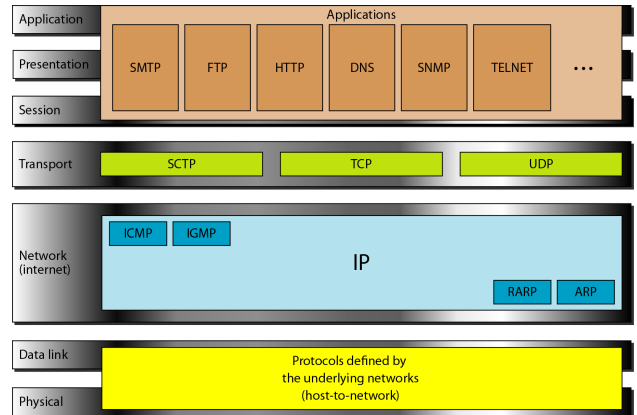 Application
Applications
Presentation
SMTP FTP HTTP DNS SNMP TELNET ...
Session
Transport
SCTP TCP UDP
ICMP IGMP
Network
(internet)
IP
RARP ARP
Data link
Protocols defined by
the underlying networks
(host-to-network)
Physical